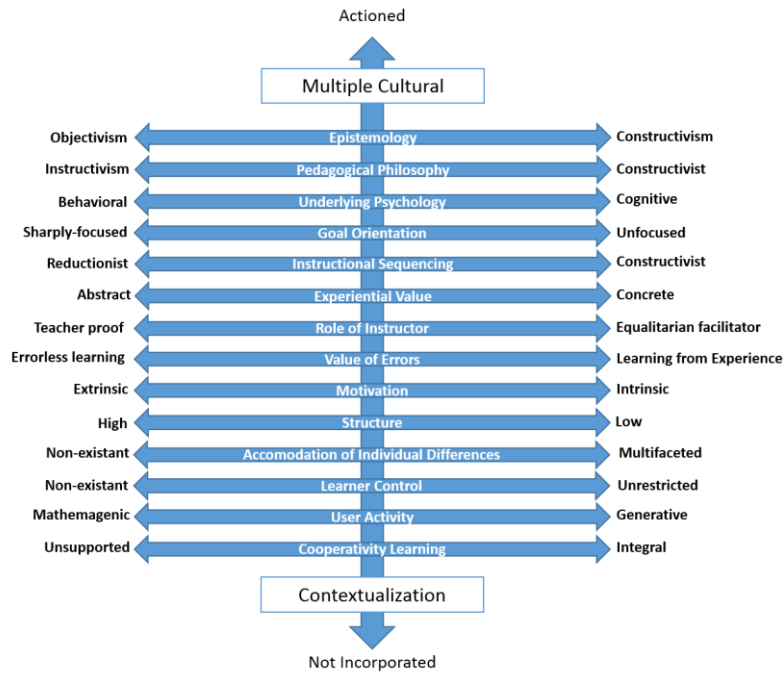 Actioned
Multiple Cultural
Objectivism Epistemology Constructivism
Instructivism Pedagogical Philosophy Constructivist
Behavioral Underlying Psychology Cognitive
Sharply-focused Goal Orientation Unfocused
Reductionist Instructional Sequencing Constructivist
Abstract Experiential Value Concrete
Teacher proof Role of Instructor Equalitarian facilitator
Errorless learning Value of Errors Learning from Experience
Extrinsic Motivation Intrinsic
High Structure Low
Non-existant Accomodation of Individual Differences Multifaceted
Non-existant Learner Control Unrestricted
Mathemagenic User Activity Generative
Unsupported Cooperativity Learning Integral
Contextualization
Not Incorporated